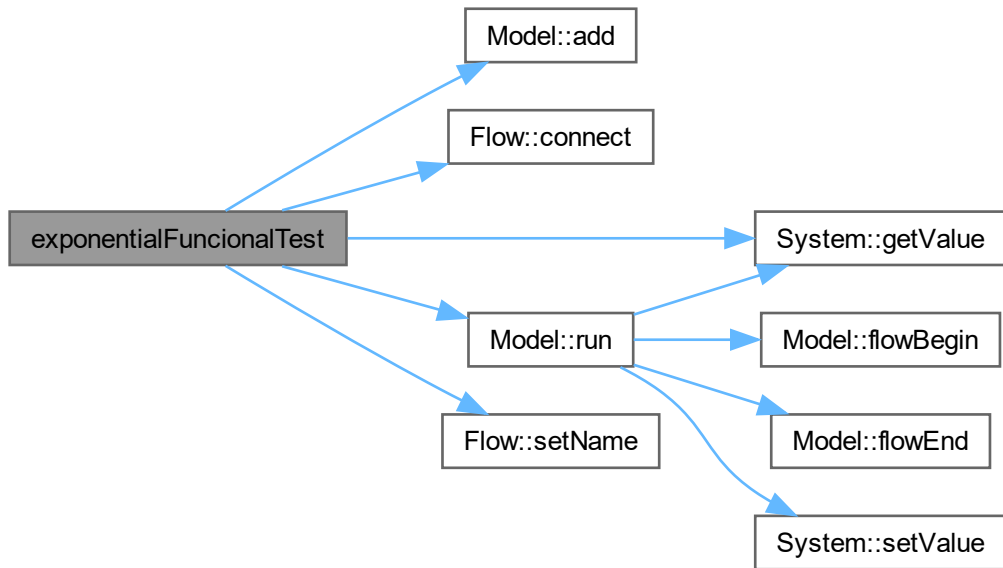 Model::add
Flow::connect
exponentialFuncionalTest
System::getValue
Model::run
Model::flowBegin
Flow::setName
Model::flowEnd
System::setValue